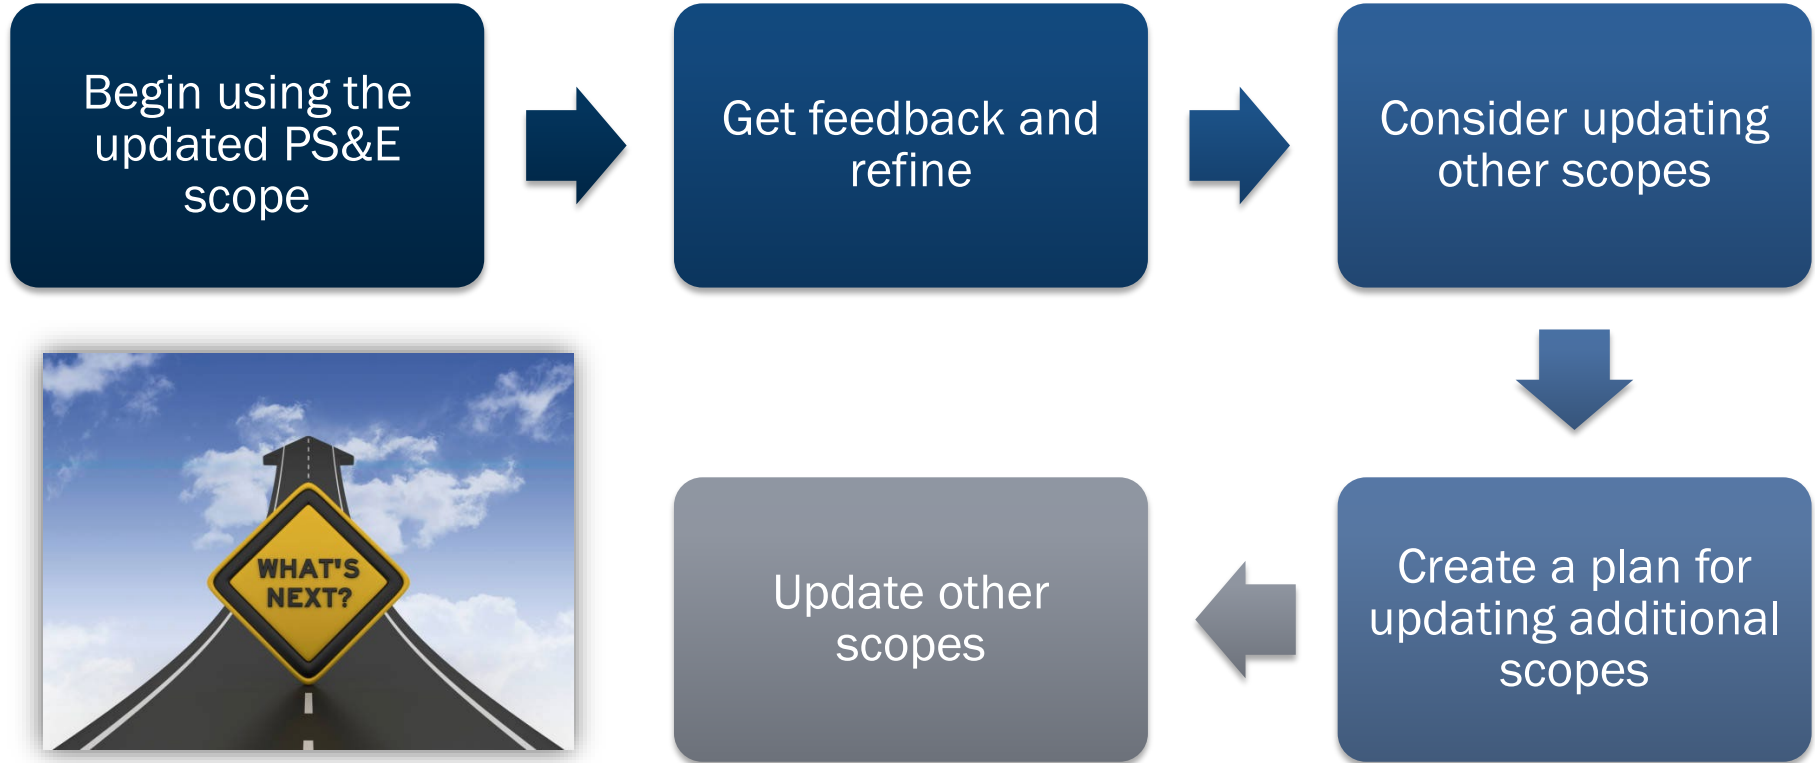 Begin using the
updated PS&E
scope
Get feedback and
refine
Consider updating
other scopes
Create a plan for
updating additional
scopes
Update other
scopes
WHAT'S
NEXT?